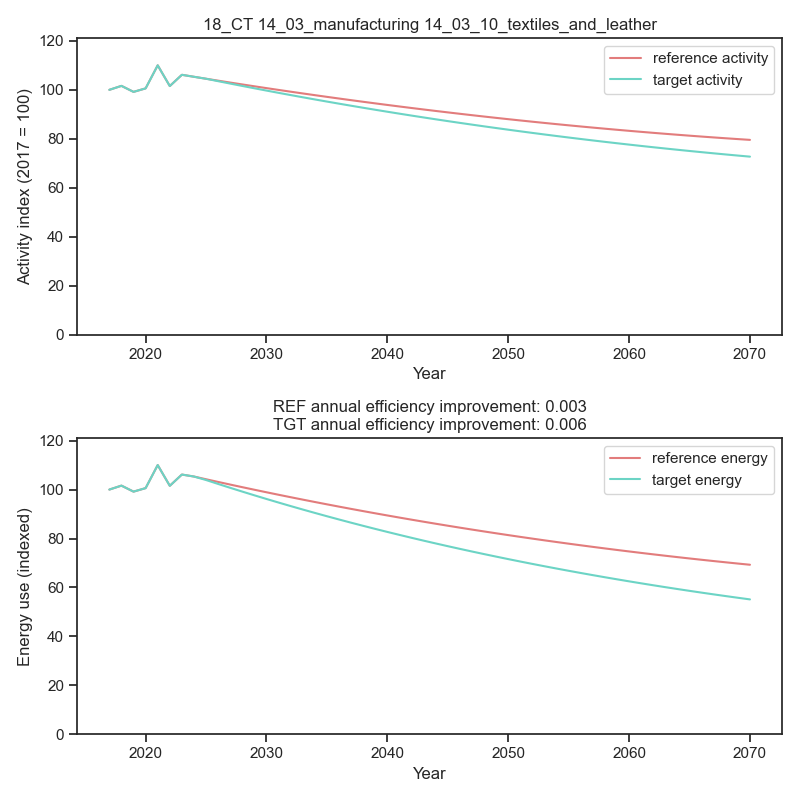 18_CT 14_03_manufacturing 14_03_10_textiles_and_leather
120
100
80
60
40
20
0
Activity index (2017 = 100)
reference activity
target activity
2020 2030 2040 2050 2060 2070
Year
REF annual efficiency improvement: 0.003
TGT annual efficiency improvement: 0.006
120
100
80
60
40
20
0
Energy use (indexed)
reference energy
target energy
2020 2030 2040 2050 2060 2070
Year